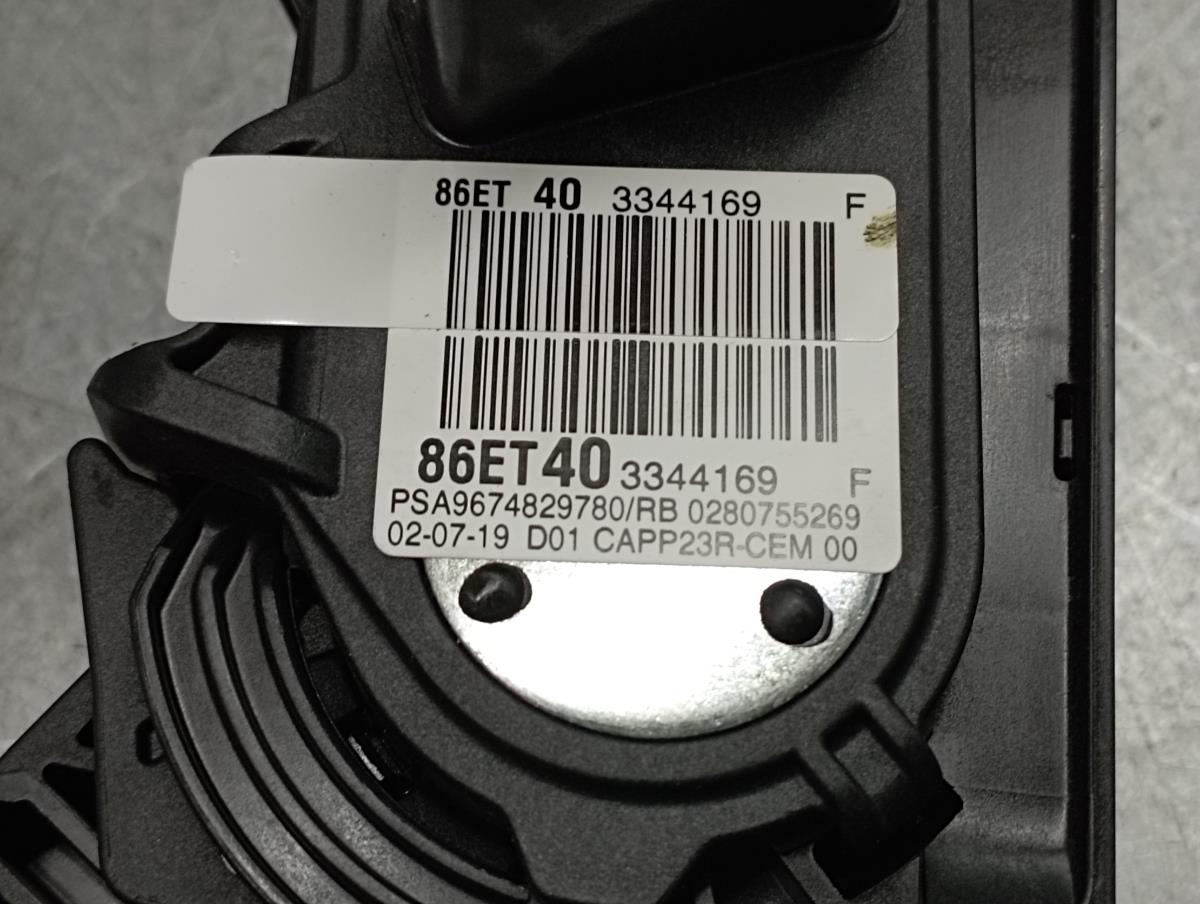 86ET 40 3344169 F
86ET40 3344169 F
PSA9674829780/RB 0280755269
02-07-19 D01 CAPP23R-CEM 00